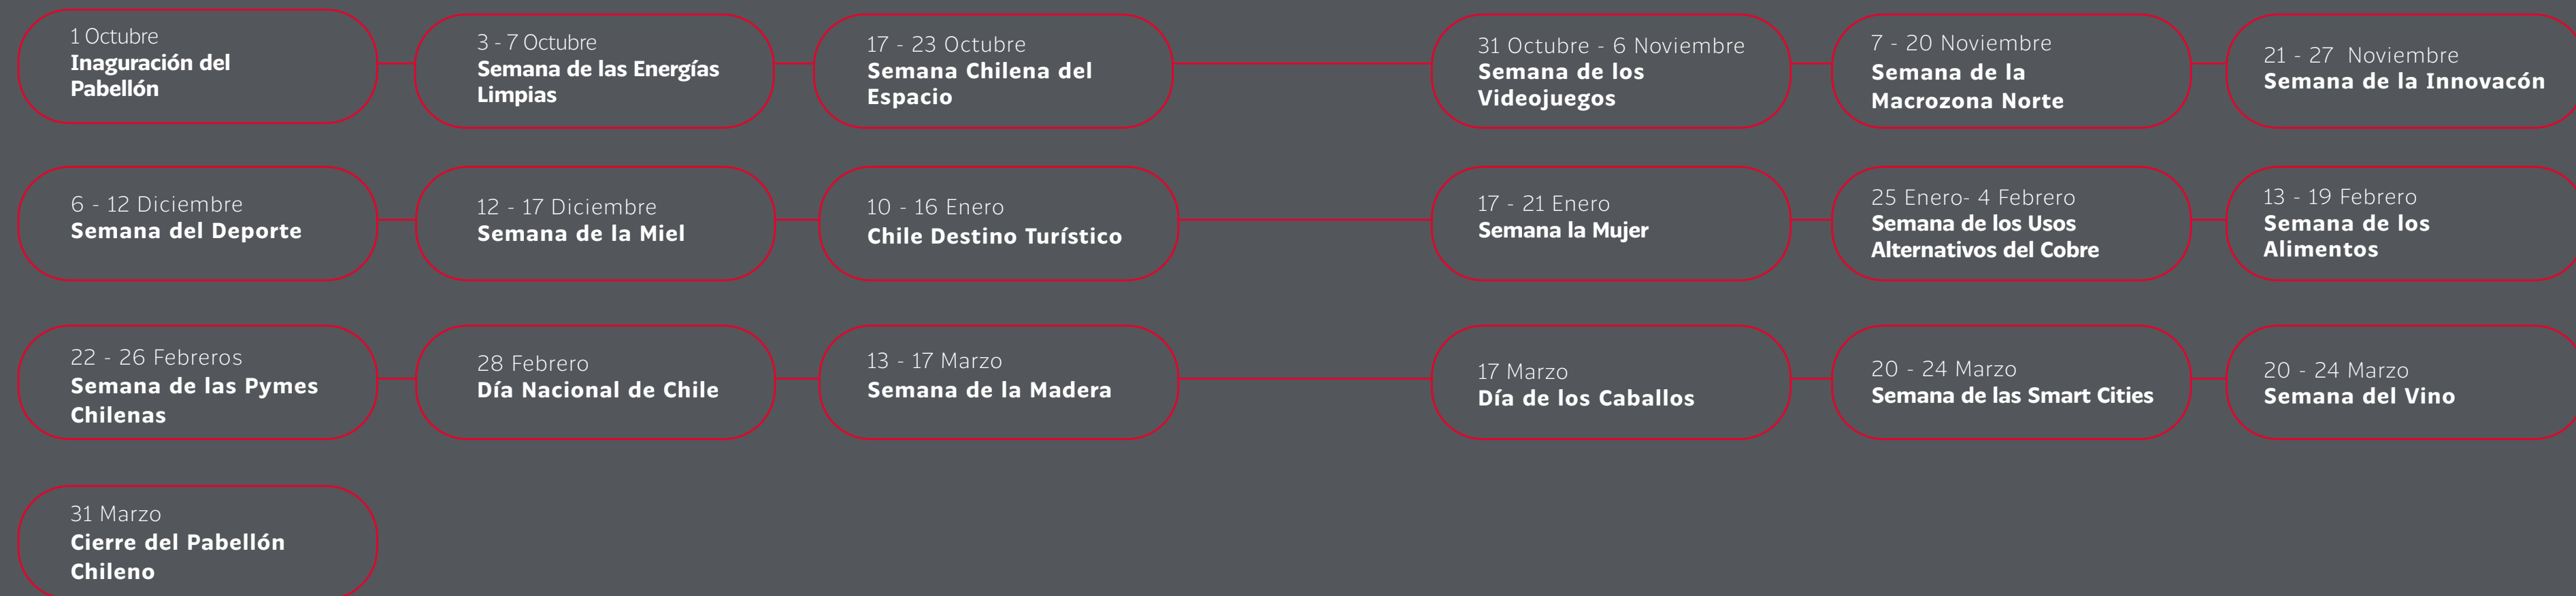 1 Octubre
Inaguración del
Pabellón
3 - 7 Octubre
Semana de las Energías
Limpias
17 - 23 Octubre
Semana Chilena del
Espacio
31 Octubre - 6 Noviembre
Semana de los
Videojuegos
7 - 20 Noviembre
Semana de la
Macrozona Norte
21 - 27 Noviembre
Semana de la Innovacón
6 - 12 Diciembre
Semana del Deporte
12 - 17 Diciembre
Semana de la Miel
10 - 16 Enero
Chile Destino Turístico
17 - 21 Enero
Semana la Mujer
25 Enero- 4 Febrero
Semana de los Usos
Alternativos del Cobre
13 - 19 Febrero
Semana de los
Alimentos
22 - 26 Febreros
Semana de las Pymes
Chilenas
28 Febrero
Día Nacional de Chile
13 - 17 Marzo
Semana de la Madera
17 Marzo
Día de los Caballos
20 - 24 Marzo
Semana de las Smart Cities
20 - 24 Marzo
Semana del Vino
31 Marzo
Cierre del Pabellón
Chileno